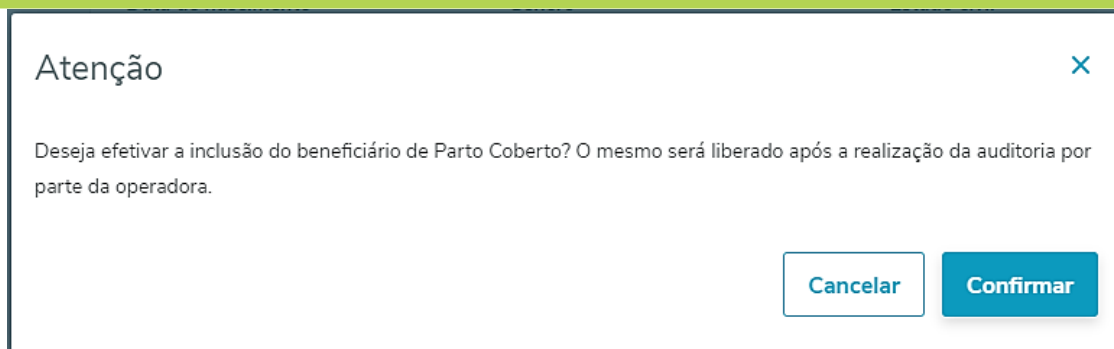 Atenção
Deseja efetivar a inclusão do beneficiário de Parto Coberto? O mesmo será liberado após a realização da auditoria por
parte da operadora.
Cancelar
Confirmar